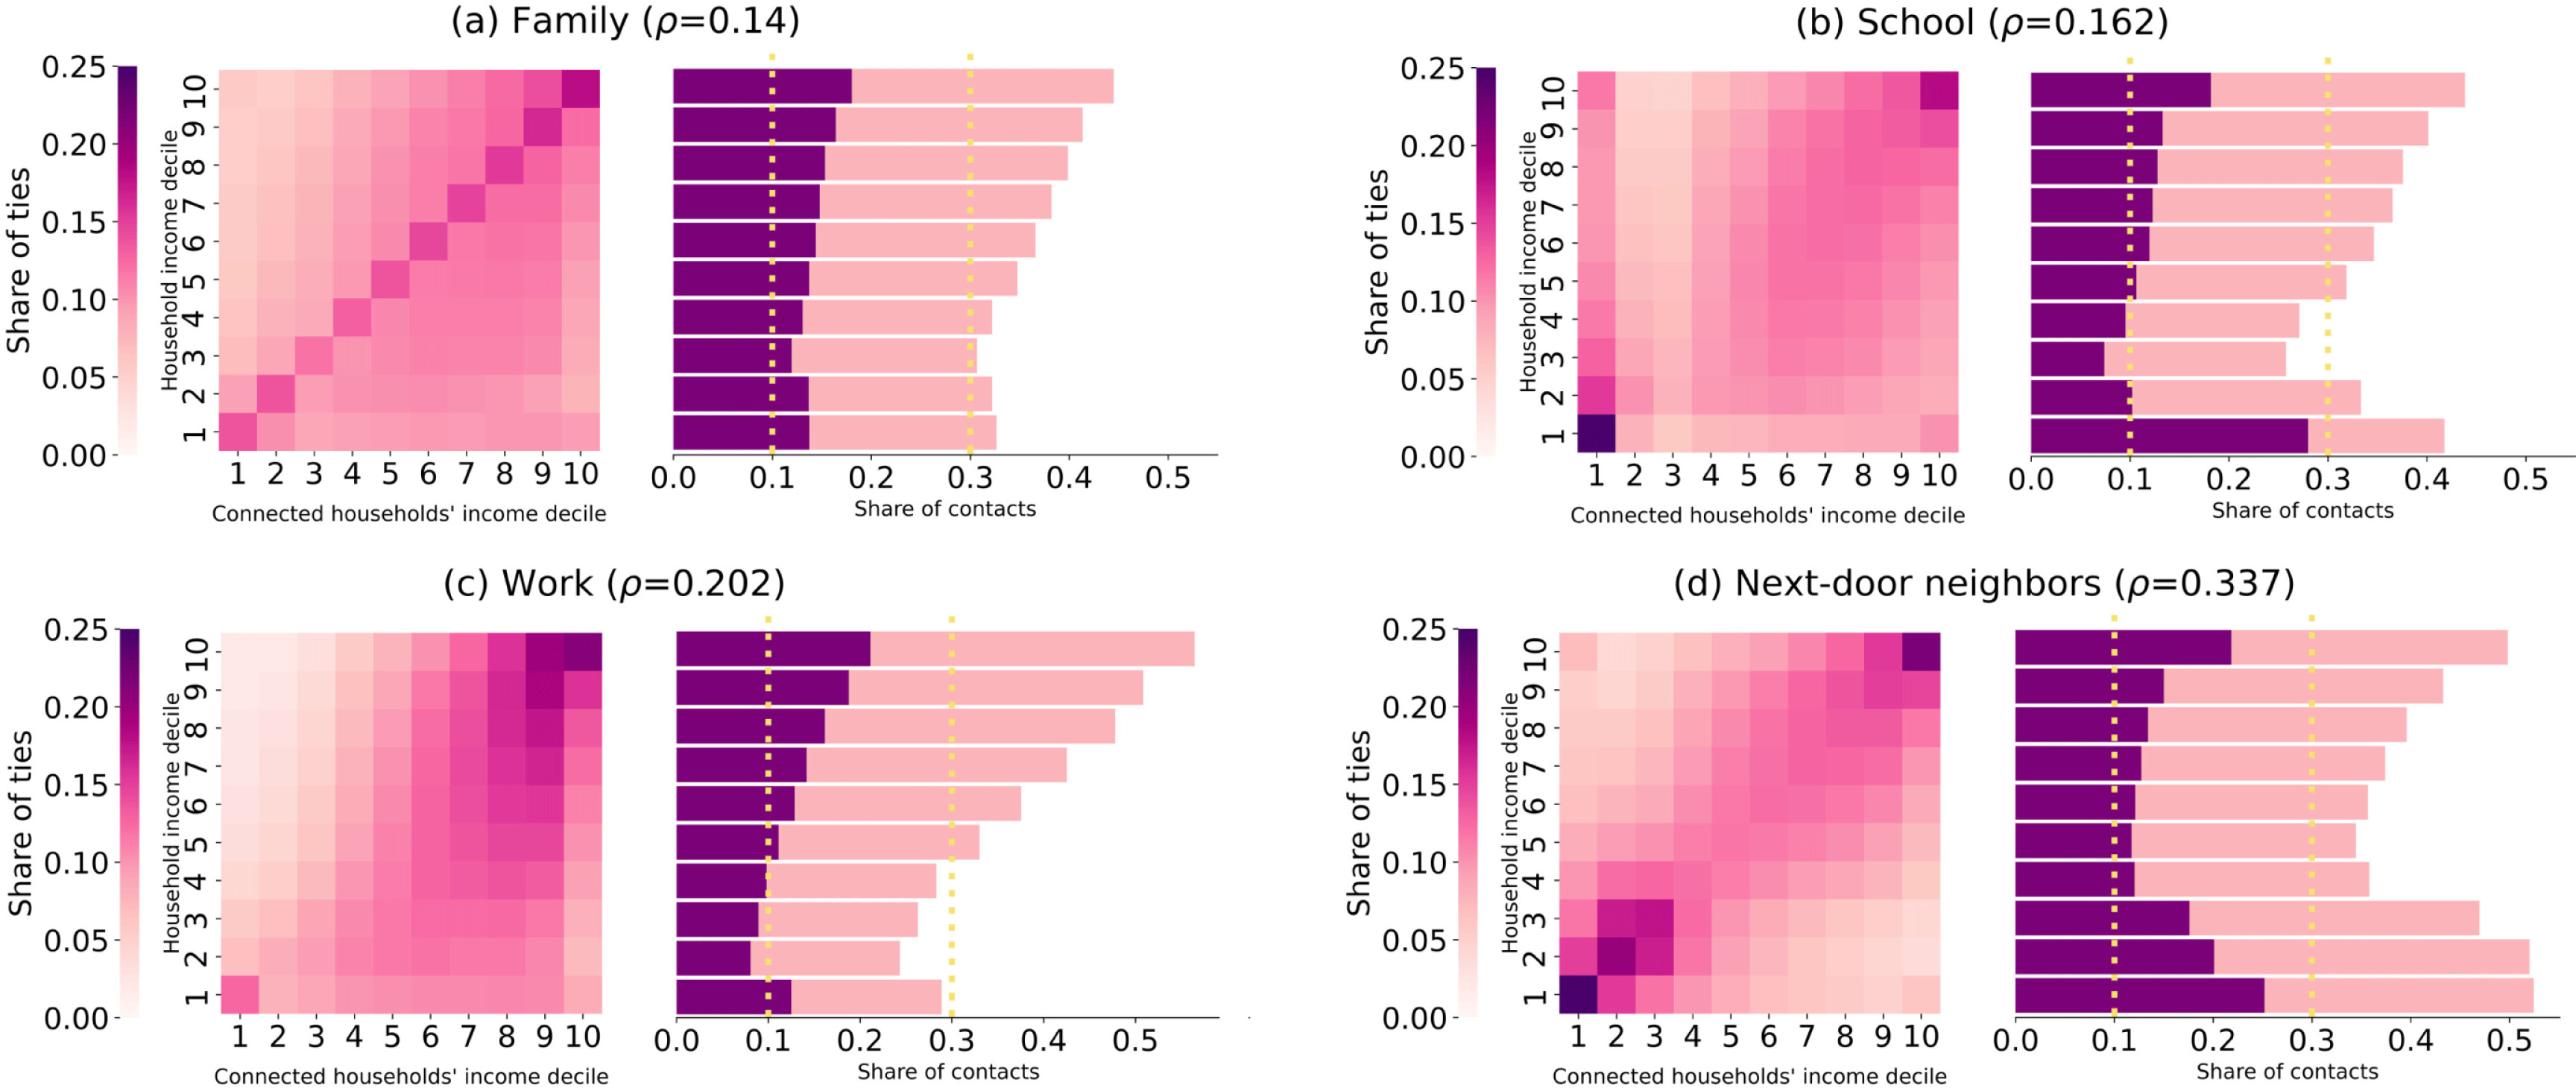 (a) Family (ρ=0.14)
Share of ties
0.25
0.20
0.15
0.10
0.05
0.00
Household income decile
10
9
8
7
6
5
4
3
2
1
1 2 3 4 5 6 7 8 9 10
Connected households' income decile
0.0 0.1 0.2 0.3 0.4 0.5
Share of contacts
(b) School (ρ=0.162)
Share of ties
0.25
0.20
0.15
0.10
0.05
0.00
Household income decile
10
9
8
7
6
5
4
3
2
1
1 2 3 4 5 6 7 8 9 10
Connected households' income decile
0.0 0.1 0.2 0.3 0.4 0.5
Share of contacts
(c) Work (ρ=0.202)
Share of ties
0.25
0.20
0.15
0.10
0.05
0.00
Household income decile
10
9
8
7
6
5
4
3
2
1
1 2 3 4 5 6 7 8 9 10
Connected households' income decile
0.0 0.1 0.2 0.3 0.4 0.5
Share of contacts
(d) Next-door neighbors (ρ=0.337)
Share of ties
0.25
0.20
0.15
0.10
0.05
0.00
Household income decile
10
9
8
7
6
5
4
3
2
1
1 2 3 4 5 6 7 8 9 10
Connected households' income decile
0.0 0.1 0.2 0.3 0.4 0.5
Share of contacts